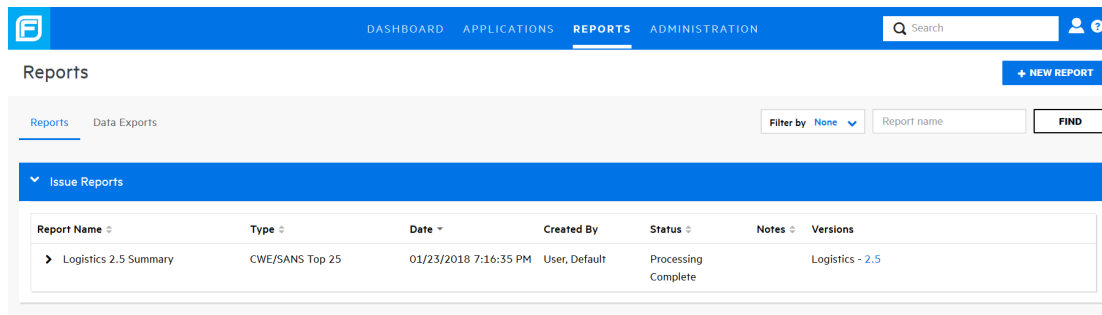 DASHBOARD APPLICATIONS REPORTS ADMINISTRATION Search ?
Reports + NEW REPORT
Reports Data Exports Filter by None Report name FIND
Issue Reports
Report Name Type Date Created By Status Notes Versions
Logistics 2.5 Summary CWE/SANS Top 25 01/23/2018 7:16:35 PM User, Default Processing Logistics - 2.5
Complete